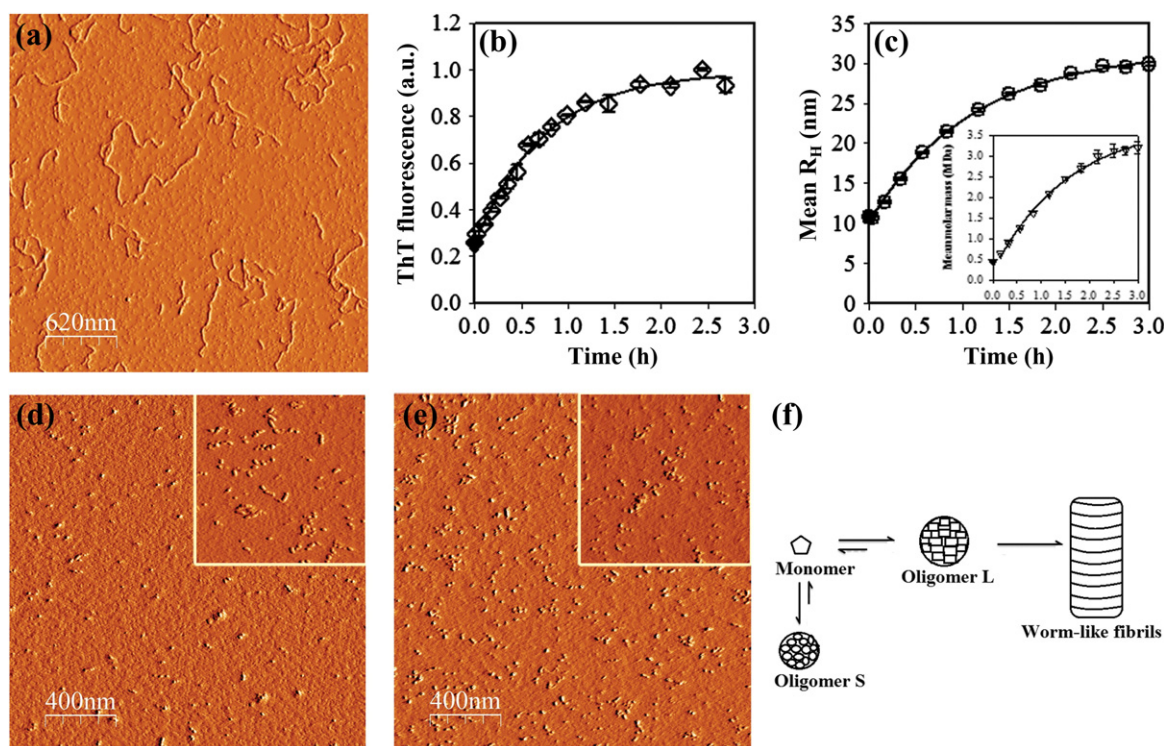 (a)
620nm
(b)
ThT fluorescence (a.u.)
1.2
1.0
0.8
0.6
0.4
0.2
0.0
0.0 0.5 1.0 1.5 2.0 2.5 3.0
Time (h)
(c)
Mean RH (nm)
35
30
25
20
15
10
5
0
0.0 0.5 1.0 1.5 2.0 2.5 3.0
Time (h)
Mean molar mass (MDa)
3.5
3.0
2.5
2.0
1.5
1.0
0.5
0.0
0.0 0.5 1.0 1.5 2.0 2.5 3.0
(d)
400nm
(e)
400nm
(f)
Monomer
Oligomer L
Oligomer S
Worm-like fibrils